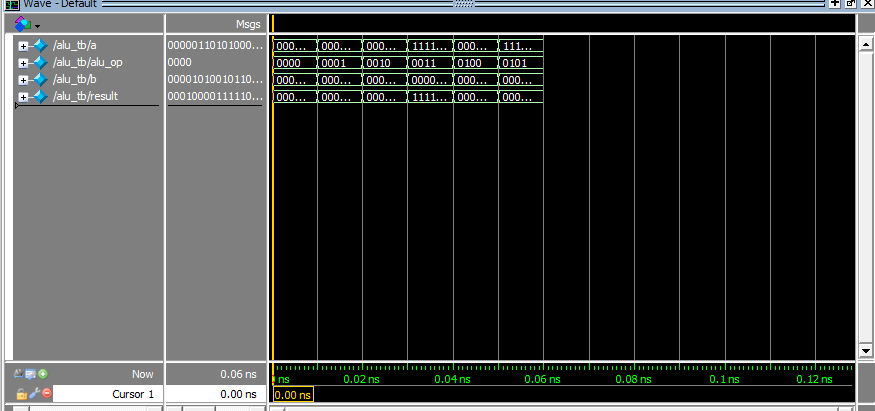 Wave - Default
Msgs
/alu_tb/a 00000110101000... 000... 000... 000... 1111... 000... 111...
/alu_tb/alu_op 0000 0000 0001 0010 0011 0100 0101
/alu_tb/b 00001010010110... 000... 000... 000... 0000... 000... 000...
/alu_tb/result 00010000111110... 000... 000... 000... 1111... 000... 000...
Now 0.06 ns ns 0.02 ns 0.04 ns 0.06 ns 0.08 ns 0.1 ns 0.12 ns
Cursor 1 0.00 ns 0.00 ns